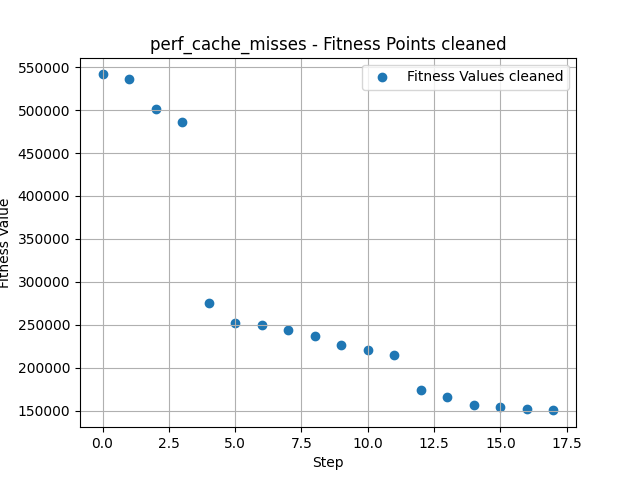 perf_cache_misses - Fitness Points cleaned
Fitness Values cleaned
550000
500000
450000
400000
350000
300000
250000
200000
150000
Fitness Value
0.0 2.5 5.0 7.5 10.0 12.5 15.0 17.5
Step